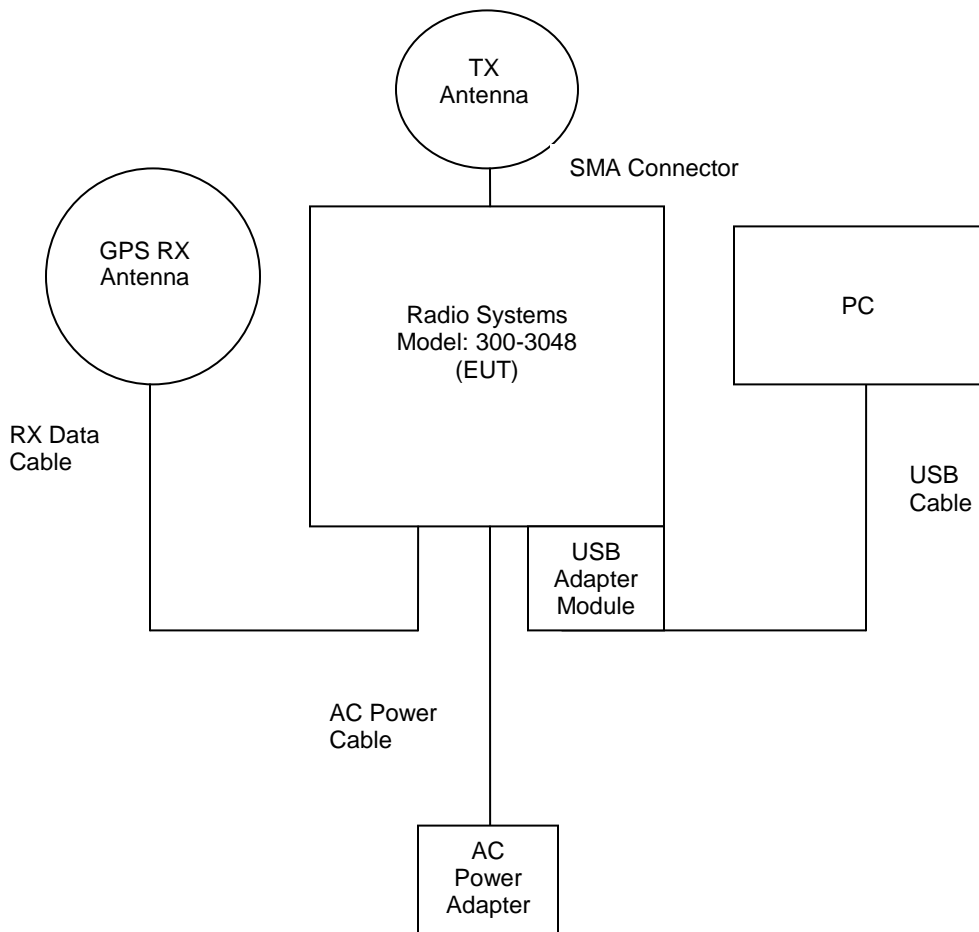 TX
Antenna
SMA Connector
GPS RX
Antenna
Radio Systems
Model: 300-3048
(EUT)
PC
RX Data
Cable
USB
Cable
USB
Adapter
Module
AC Power
Cable
AC
Power
Adapter